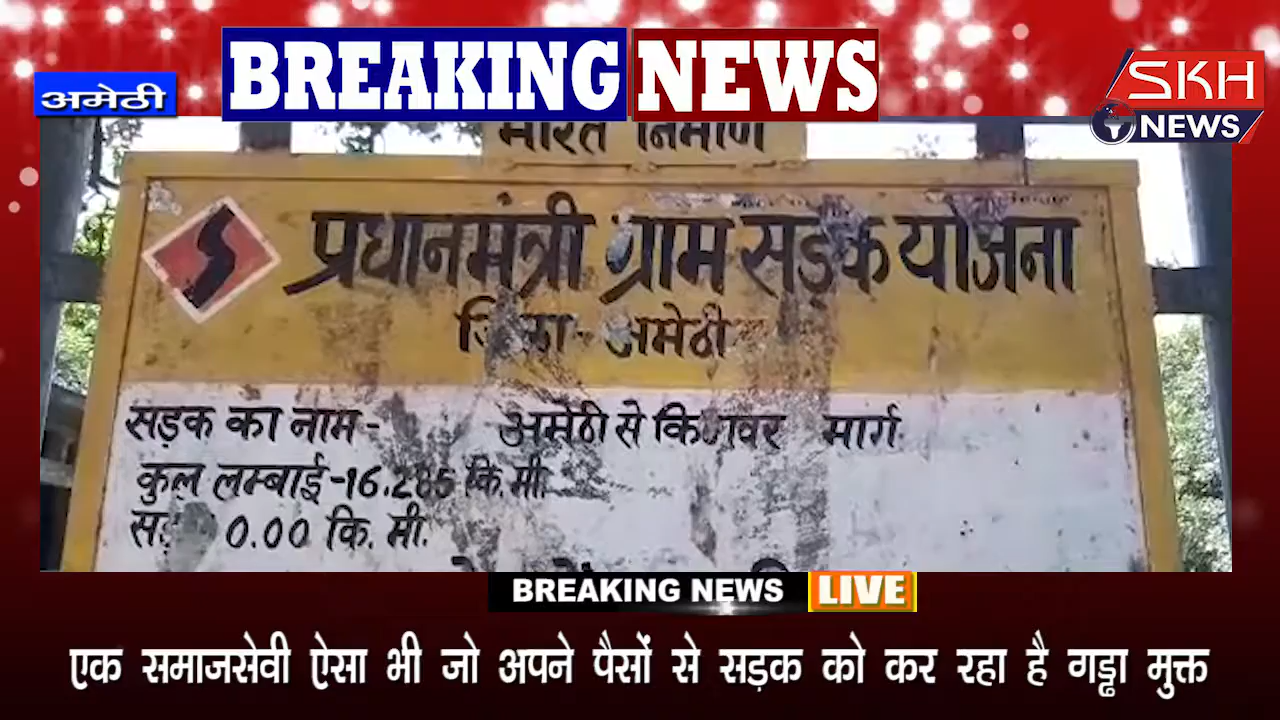 BREAKING NEWS
अमेठी
SKH
NEWS
भारत निर्माण
प्रधानमंत्री ग्राम सड़क योजना
जिला - अमेठी
सड़क का नाम - अमेठी से मार्ग
कुल लम्बाई - 16.285 कि. मी.
0.00 कि. मी.
BREAKING NEWS LIVE
एक समाजसेवी ऐसा भी जो अपने पैसों से सड़क को कर रहा है गड्ढा मुक्त